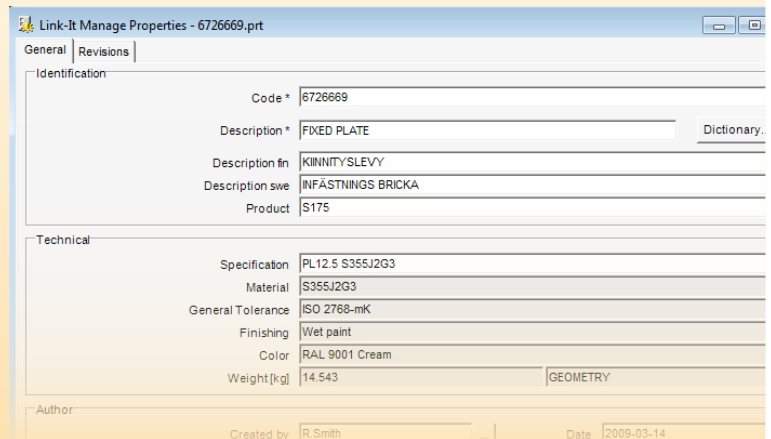 Link-It Manage Properties - 6726669.prt
General Revisions
Identification
Code * 6726669
Description * FIXED PLATE Dictionary..
Description fin KIINNITYSLEVY
Description swe INFÄSTNINGS BRICKA
Product S175
Technical
Specification PL12.5 S355J2G3
Material S355J2G3
General Tolerance ISO 2768-mK
Finishing Wet paint
Color RAL 9001 Cream
Weight [kg] 14.543 GEOMETRY
Author
Created by R.Smith ... Date 2009-03-14